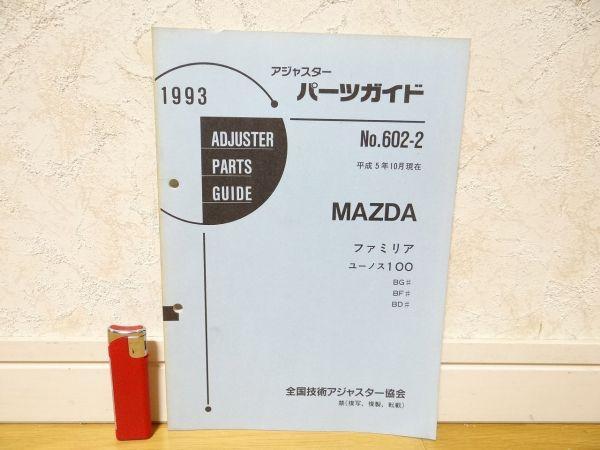 アジャスター
パーツガイド
1993
ADJUSTER
PARTS
GUIDE
No.602-2
平成5年10月現在
MAZDA
ファミリア
ユーノス100
BG#
BF#
BD#
全国技術アジャスター協会
禁(複写、複製、転載)